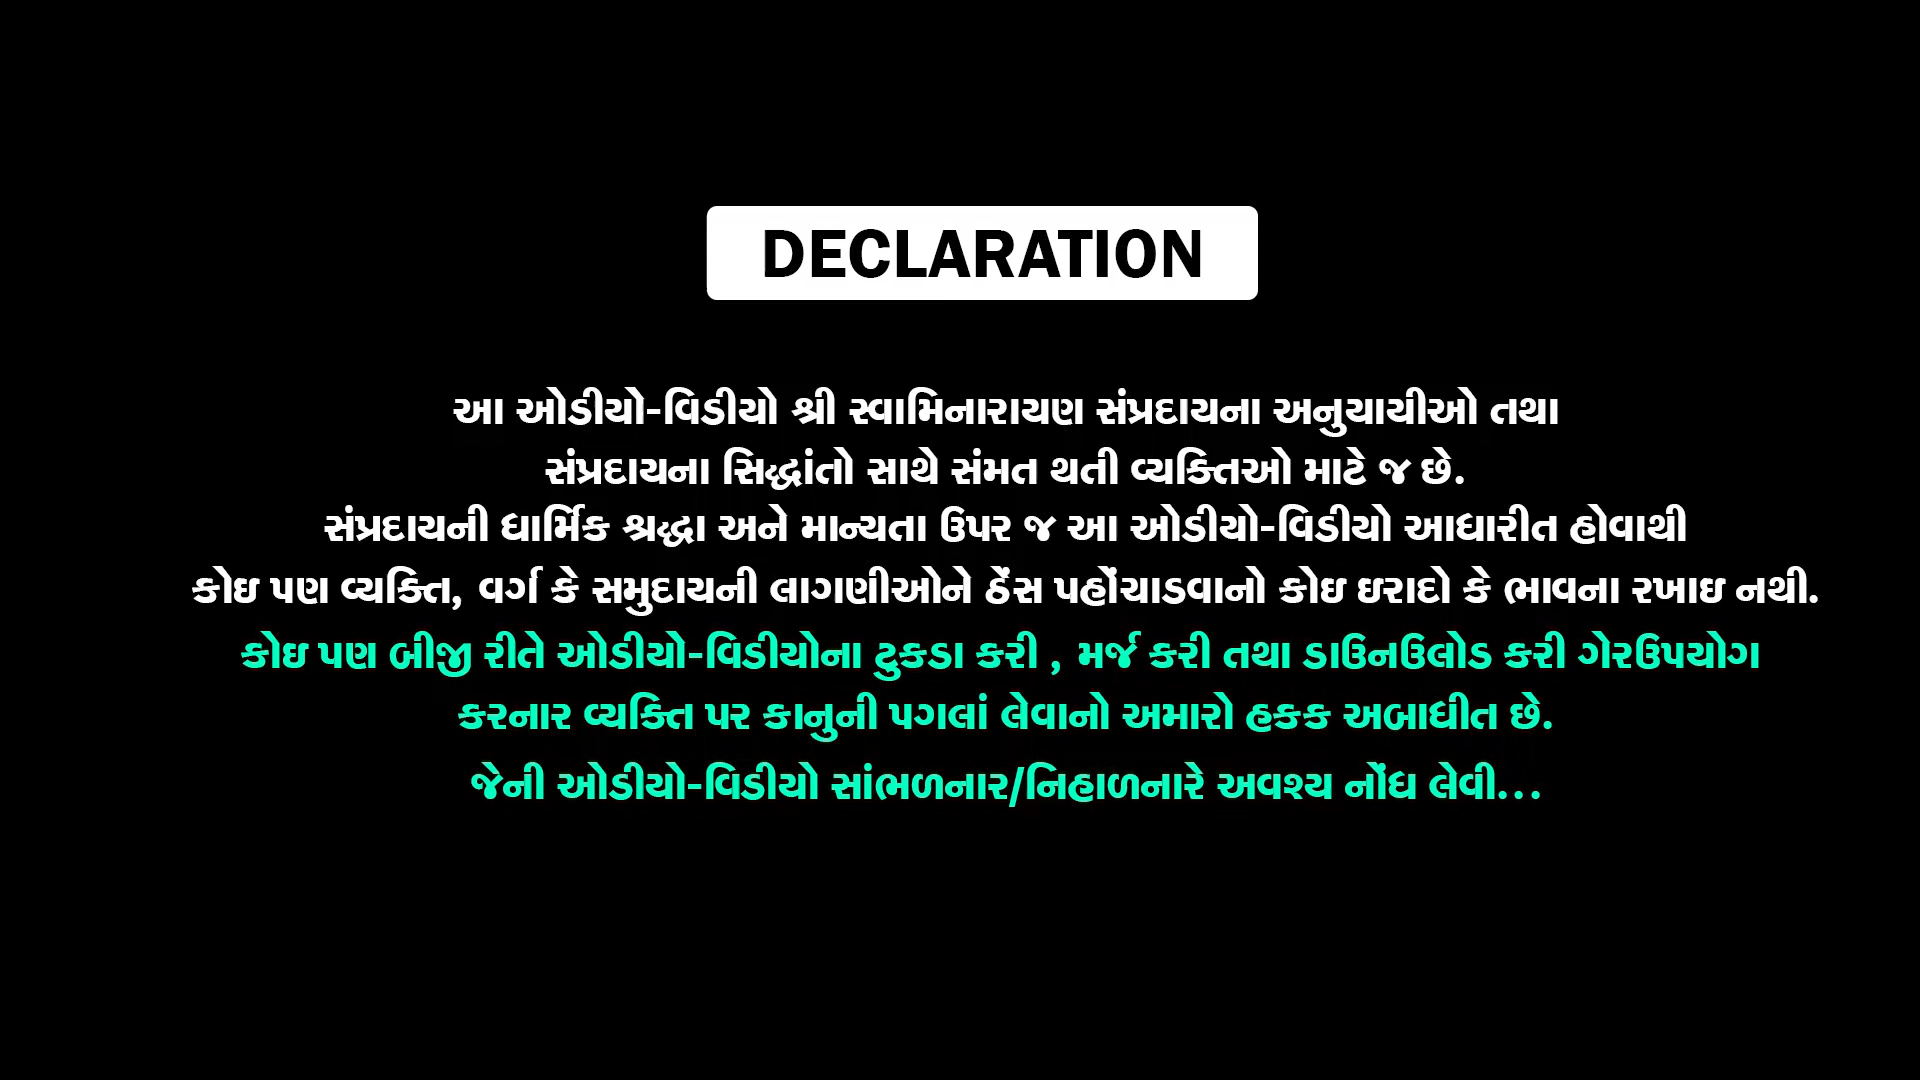 DECLARATION
આ ઓડીયો-વિડીયો શ્રી સ્વામિનારાયણ સંપ્રદાયના અનુયાયીઓ તથા
સંપ્રદાયના સિદ્ધાંતો સાથે સંમત થતી વ્યક્તિઓ માટે જ છે.
સંપ્રદાયની ધાર્મિક શ્રદ્ધા અને માન્યતા ઉપર જ આ ઓડીયો-વિડીયો આધારીત હોવાથી
કોઇ પણ વ્યક્તિ, વર્ગ કે સમુદાયની લાગણીઓને ઠેંસ પહોંચાડવાનો કોઇ ઇરાદો કે ભાવના રખાઇ નથી.
કોઇ પણ બીજી રીતે ઓડીયો-વિડીયોના ટુકડા કરી , મર્જ કરી તથા ડાઉનઉલોડ કરી ગેરઉપયોગ
કરનાર વ્યક્તિ પર કાનુની પગલાં લેવાનો અમારો હકક અબાધીત છે.
જેની ઓડીયો-વિડીયો સાંભળનાર/નિહાળનારે અવશ્ય નોંધ લેવી...